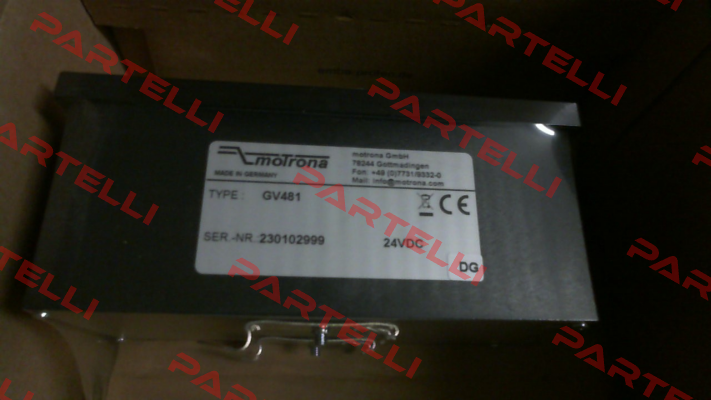 motrona
MADE IN GERMANY
motrona GmbH
78244 Gottmadingen
Fon: +49 (0)7731/9332-0
Mail: info@motrona.com
TYPE: GV481
CE
SER.-NR.: 230102999
24VDC
DG
PARTELLI
PARTELLI
PARTELLI
PARTELLI
PARTELLI
PARTELLI
PARTELLI
PARTELLI